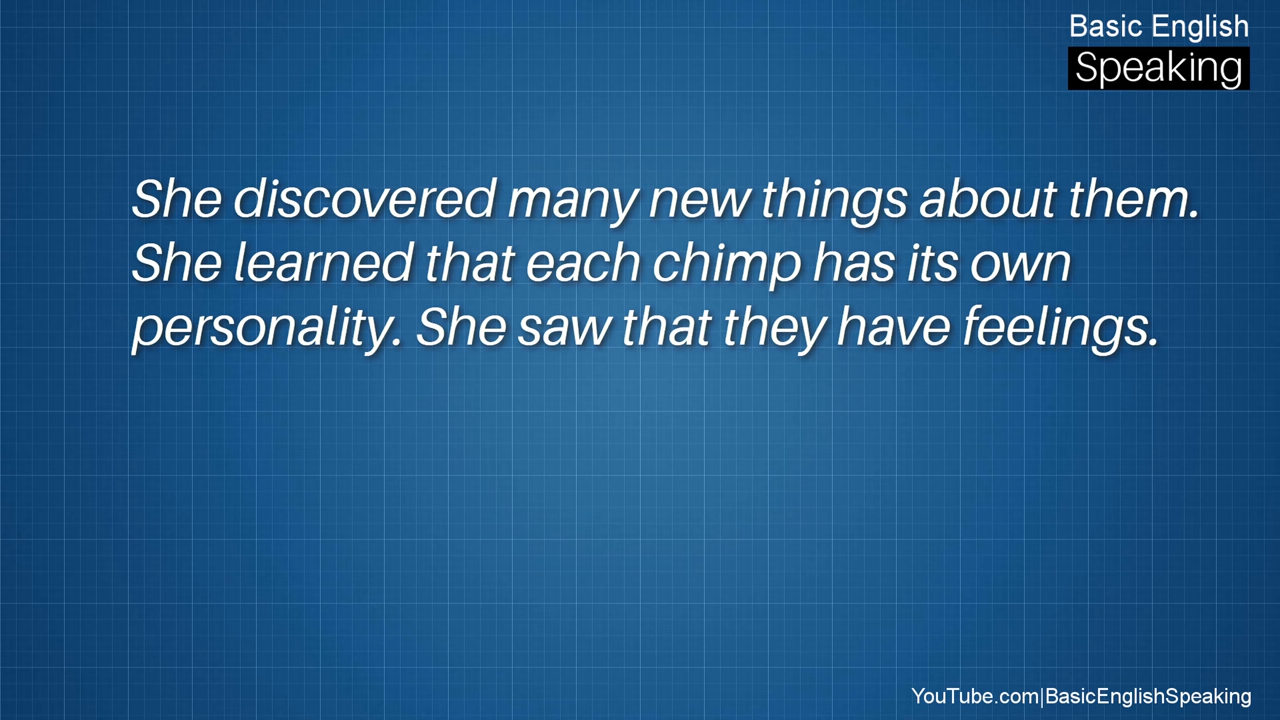 Basic English
Speaking
She discovered many new things about them.
She learned that each chimp has its own
personality. She saw that they have feelings.
YouTube.com|BasicEnglishSpeaking